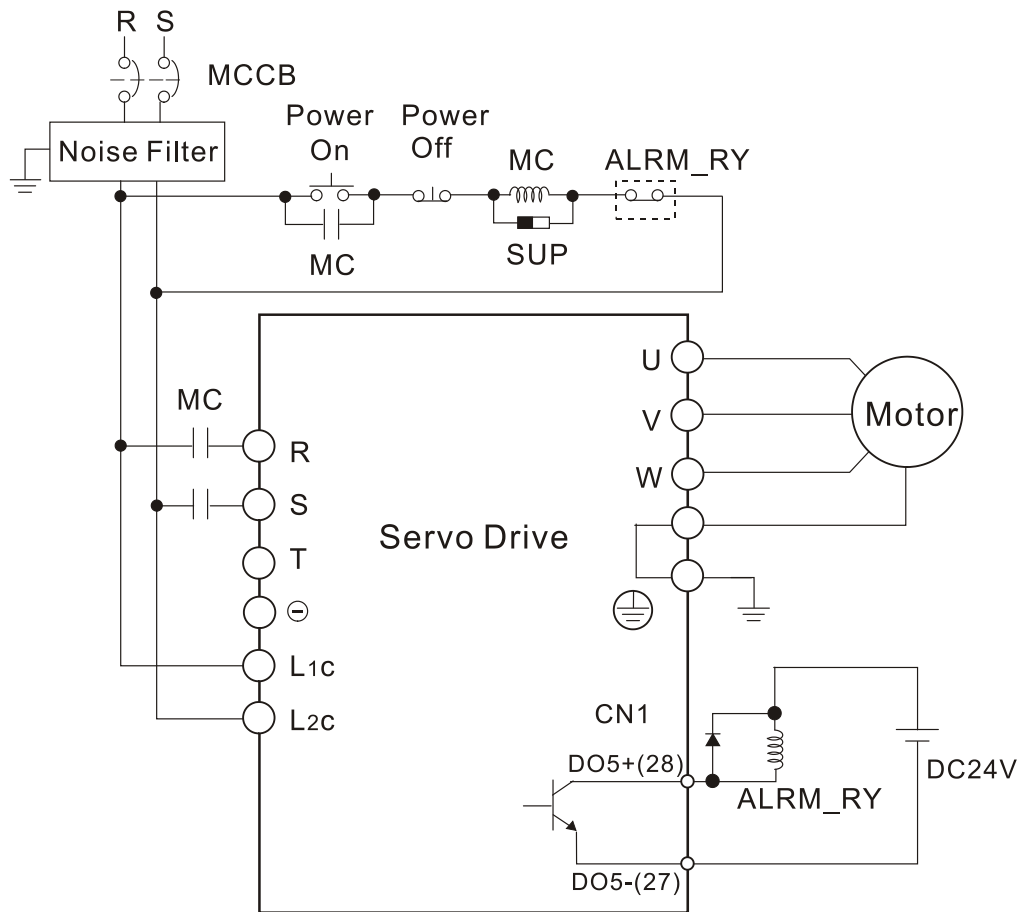 R S
MCCB
Noise Filter
Power
On
Power
Off
MC
ALRM_RY
MC
SUP
MC
R
S
T
⊖
L1c
L2c
Servo Drive
U
V
W
Motor
CN1
DO5+(28)
DO5-(27)
ALRM_RY
DC24V